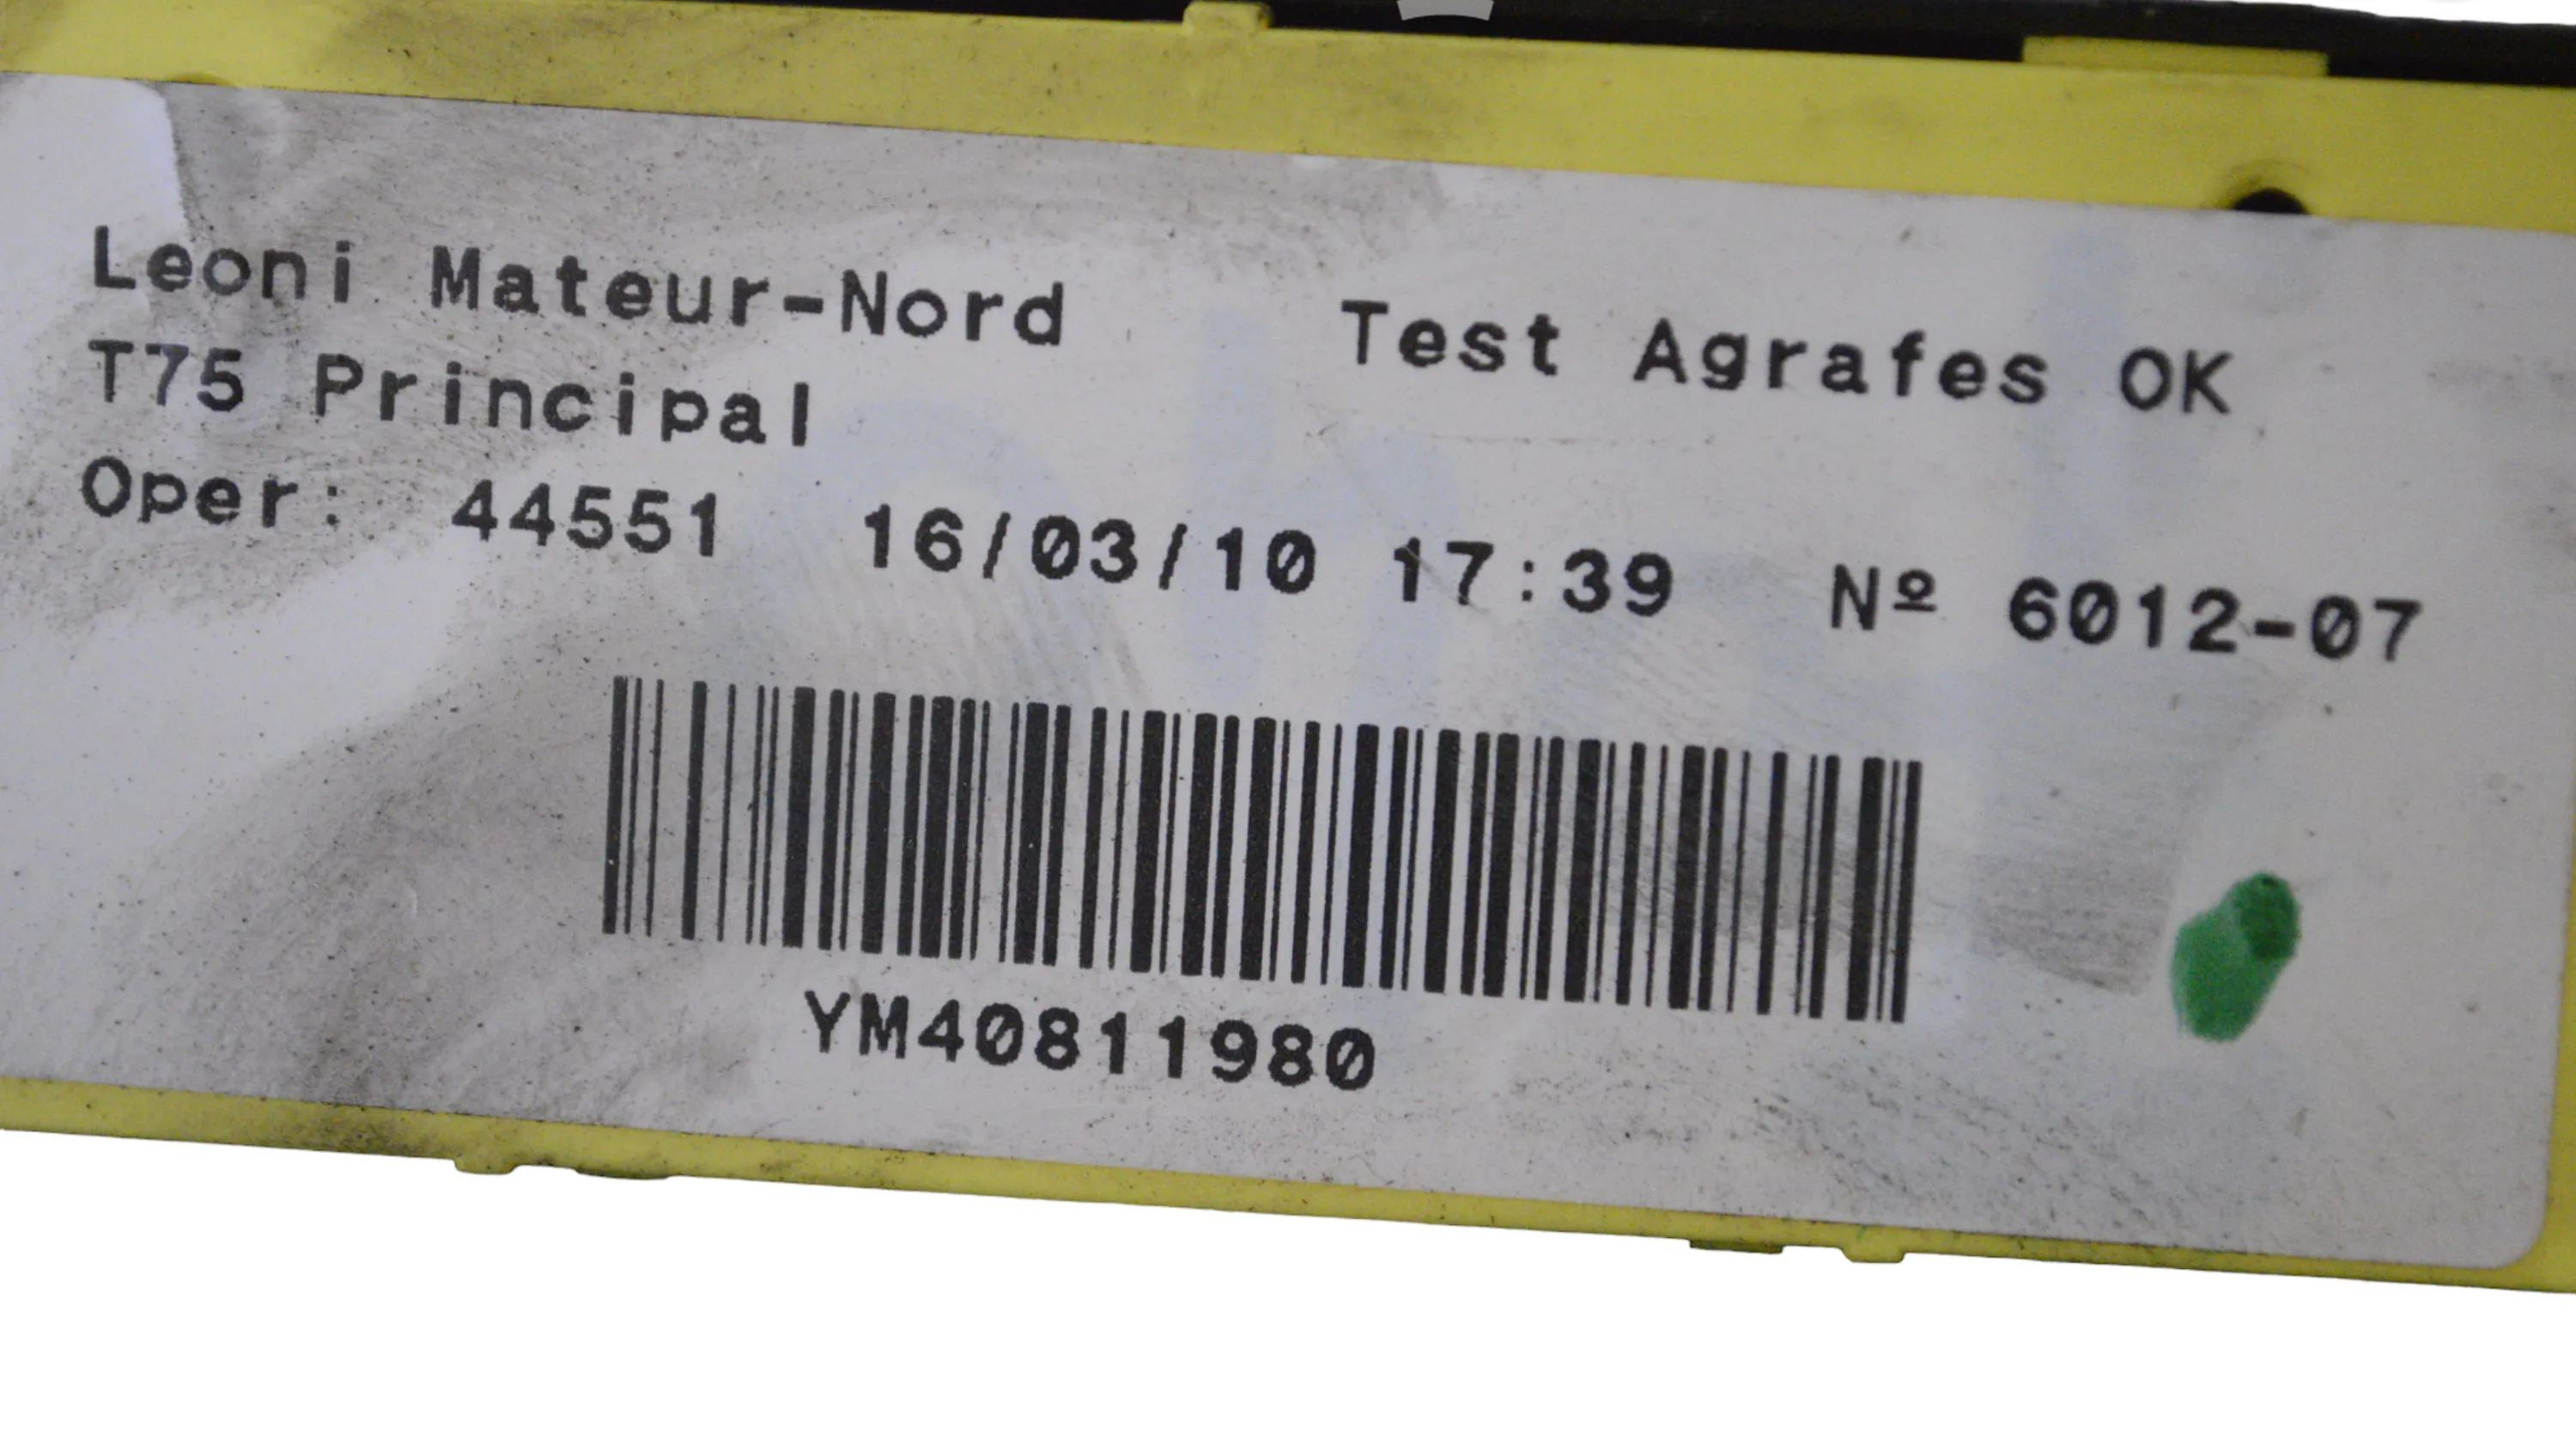 Leoni Mateur-Nord Test Agrafes OK
T75 Principal
Oper: 44551 16/03/10 17:39 Nº 6012-07
YM40811980